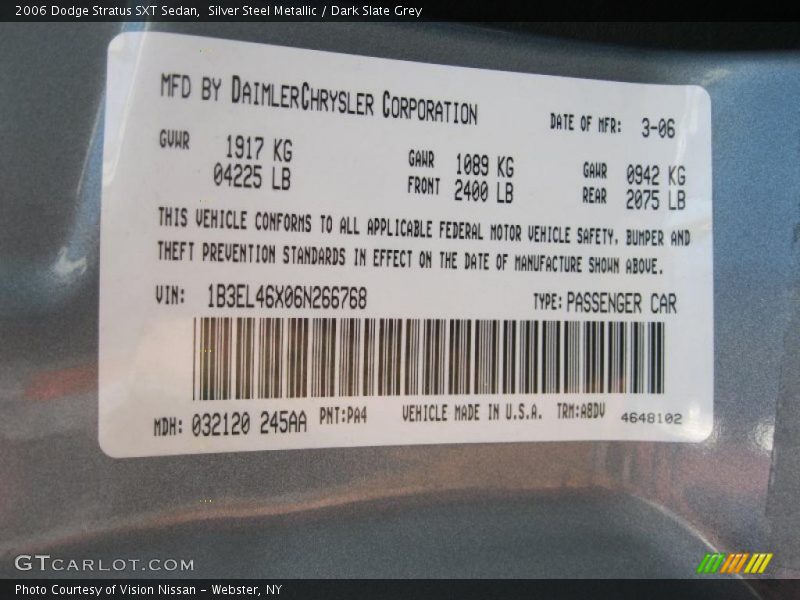 2006 Dodge Stratus SXT Sedan, Silver Steel Metallic / Dark Slate Grey
MFD BY DAIMLERCHRYSLER CORPORATION
DATE OF MFR: 3-06
GVWR 1917 KG
04225 LB
GAWR 1089 KG
FRONT 2400 LB
GAWR 0942 KG
REAR 2075 LB
THIS VEHICLE CONFORMS TO ALL APPLICABLE FEDERAL MOTOR VEHICLE SAFETY, BUMPER AND
THEFT PREVENTION STANDARDS IN EFFECT ON THE DATE OF MANUFACTURE SHOWN ABOVE.
VIN: 1B3EL46X06N266768
TYPE: PASSENGER CAR
MDH: 032120 245AA PNT:PA4 VEHICLE MADE IN U.S.A. TRM:A8DV 4648102
GTCARLOT.COM
Photo Courtesy of Vision Nissan - Webster, NY